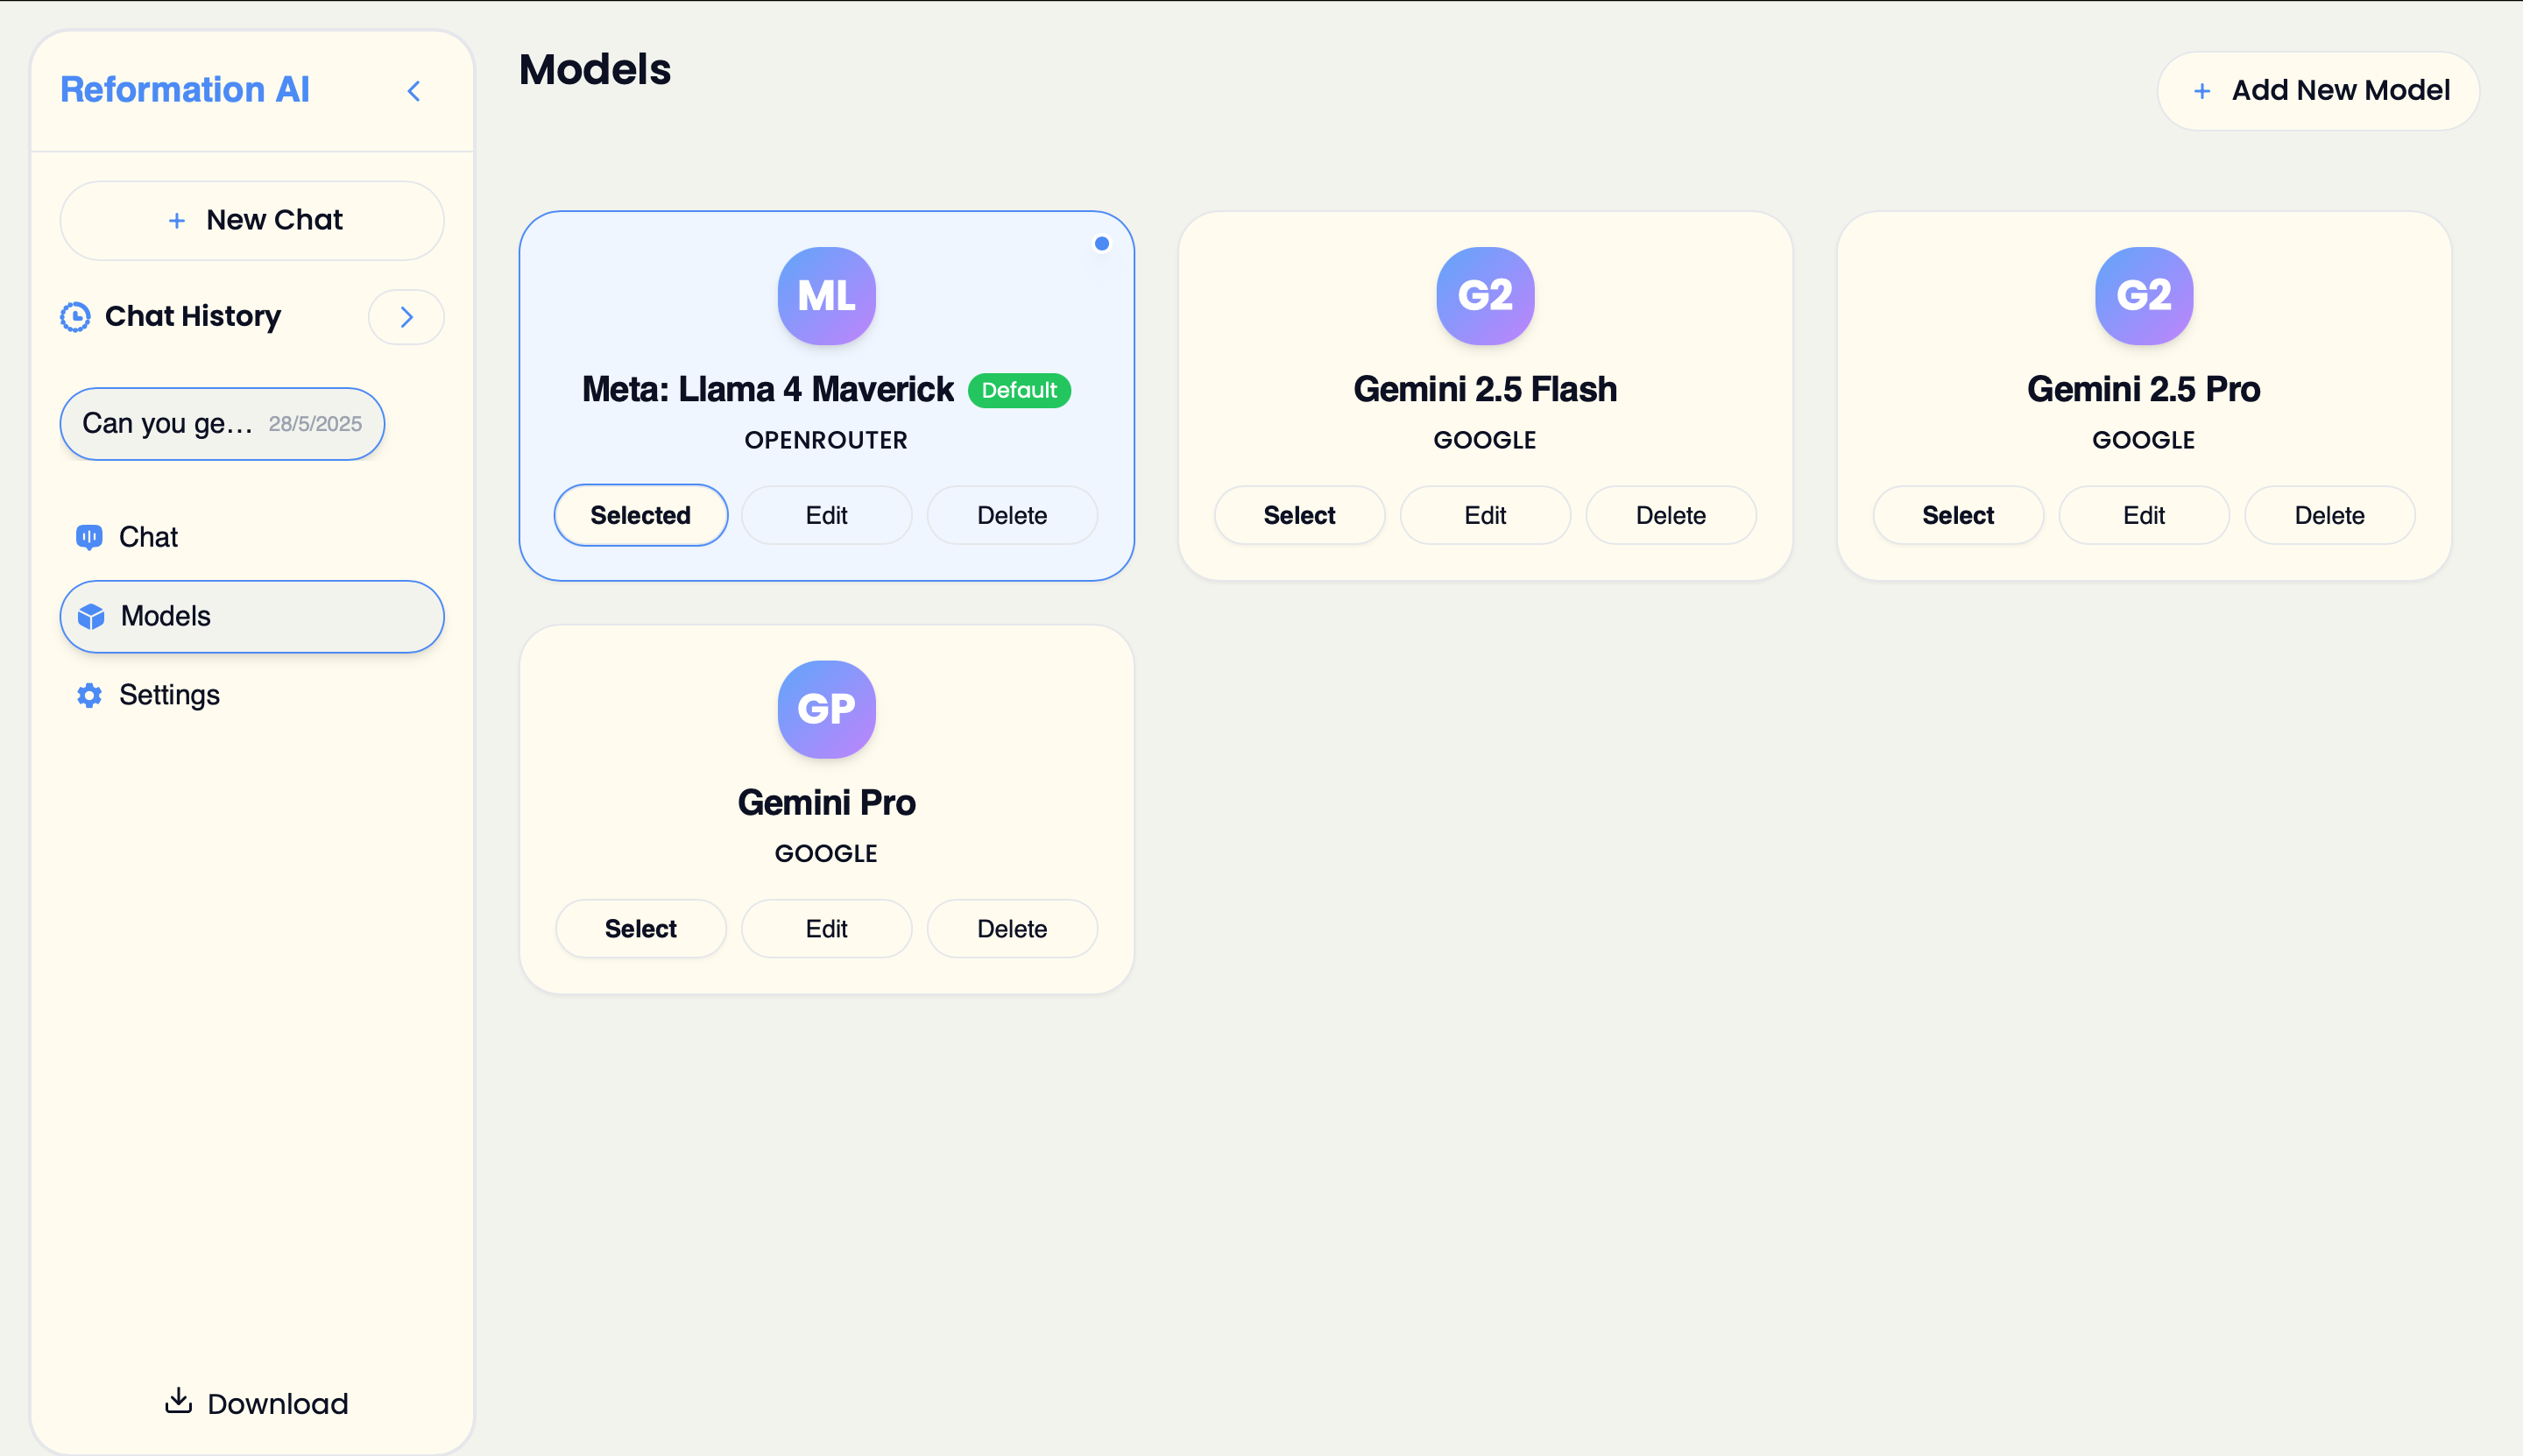 Reformation AI
New Chat
Chat History
Can you ge... 28/5/2025
Chat
Models
Settings
Download
Models
Add New Model
ML
Meta: Llama 4 Maverick Default
OPENROUTER
Selected Edit Delete
G2
Gemini 2.5 Flash
GOOGLE
Select Edit Delete
G2
Gemini 2.5 Pro
GOOGLE
Select Edit Delete
GP
Gemini Pro
GOOGLE
Select Edit Delete